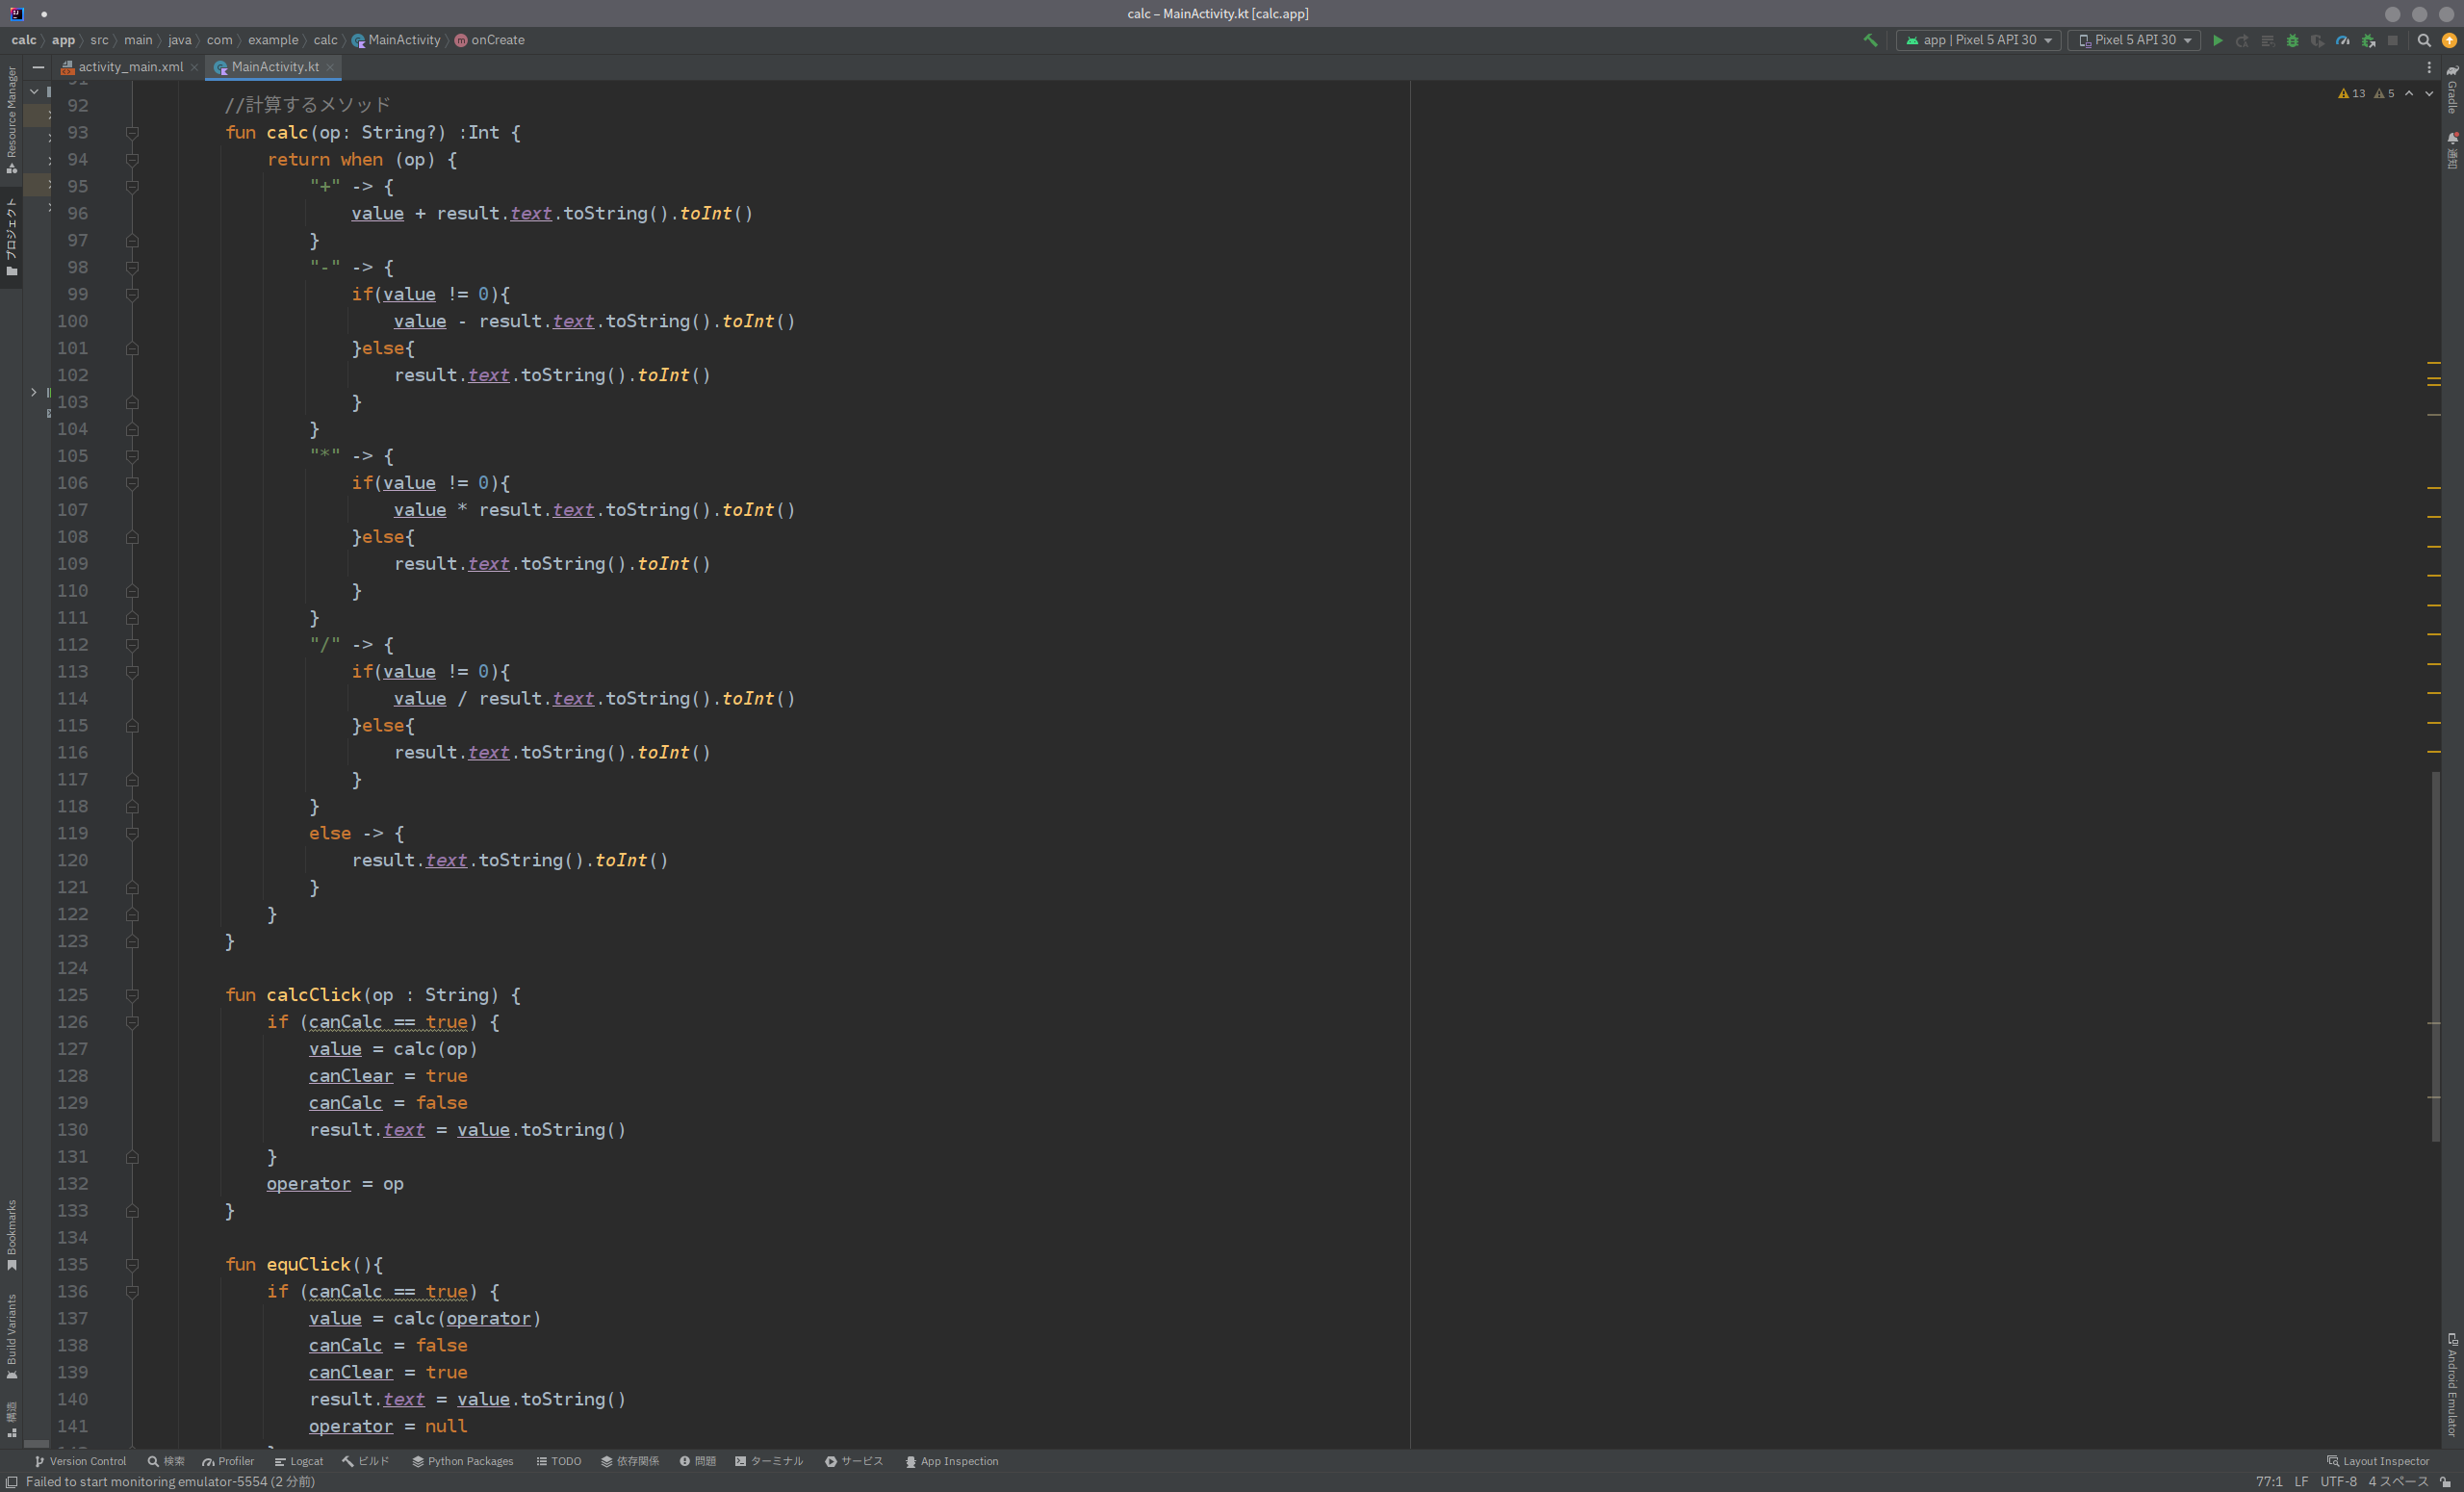 calc – MainActivity.kt [calc.app]
calc app src main java com example calc MainActivity onCreate
app | Pixel 5 API 30 Pixel 5 API 30
activity_main.xml MainActivity.kt
13 5
Resource Manager
プロジェクト
Bookmarks
Build Variants
構造
Gradle
通知
Android Emulator
92 //計算するメソッド
93 fun calc(op: String?) :Int {
94 return when (op) {
95 "+" -> {
96 value + result.text.toString().toInt()
97 }
98 "-" -> {
99 if(value != 0){
100 value - result.text.toString().toInt()
101 }else{
102 result.text.toString().toInt()
103 }
104 }
105 "*" -> {
106 if(value != 0){
107 value * result.text.toString().toInt()
108 }else{
109 result.text.toString().toInt()
110 }
111 }
112 "/" -> {
113 if(value != 0){
114 value / result.text.toString().toInt()
115 }else{
116 result.text.toString().toInt()
117 }
118 }
119 else -> {
120 result.text.toString().toInt()
121 }
122 }
123 }
124
125 fun calcClick(op : String) {
126 if (canCalc == true) {
127 value = calc(op)
128 canClear = true
129 canCalc = false
130 result.text = value.toString()
131 }
132 operator = op
133 }
134
135 fun equClick(){
136 if (canCalc == true) {
137 value = calc(operator)
138 canCalc = false
139 canClear = true
140 result.text = value.toString()
141 operator = null
Version Control 検索 Profiler Logcat ビルド Python Packages TODO 依存関係 問題 ターミナル サービス App Inspection Layout Inspector
Failed to start monitoring emulator-5554 (2 分前) 77:1 LF UTF-8 4 スペース